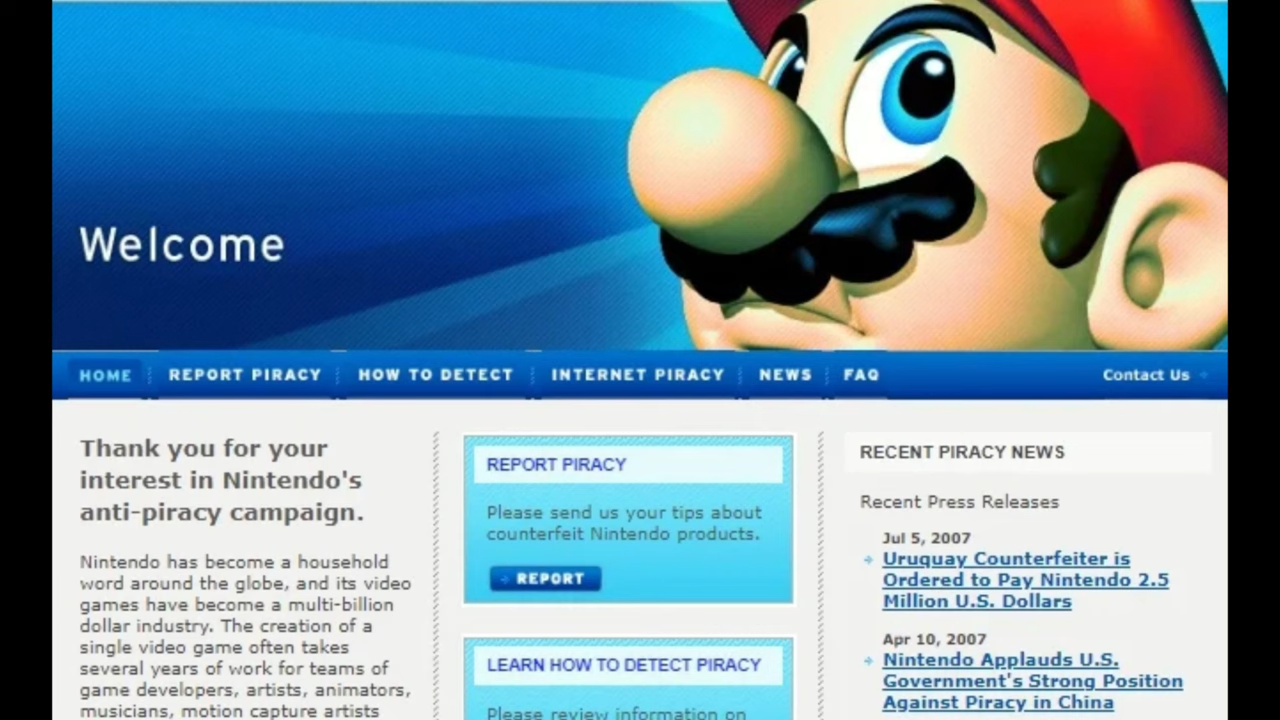 Welcome
HOME REPORT PIRACY HOW TO DETECT INTERNET PIRACY NEWS FAQ Contact Us
Thank you for your
interest in Nintendo's
anti-piracy campaign.
Nintendo has become a household
word around the globe, and its video
games have become a multi-billion
dollar industry. The creation of a
single video game often takes
several years of work for teams of
game developers, artists, animators,
musicians, motion capture artists
REPORT PIRACY
Please send us your tips about
counterfeit Nintendo products.
REPORT
LEARN HOW TO DETECT PIRACY
Please review information on
RECENT PIRACY NEWS
Recent Press Releases
Jul 5, 2007
Uruguay Counterfeiter is
Ordered to Pay Nintendo 2.5
Million U.S. Dollars
Apr 10, 2007
Nintendo Applauds U.S.
Government's Strong Position
Against Piracy in China